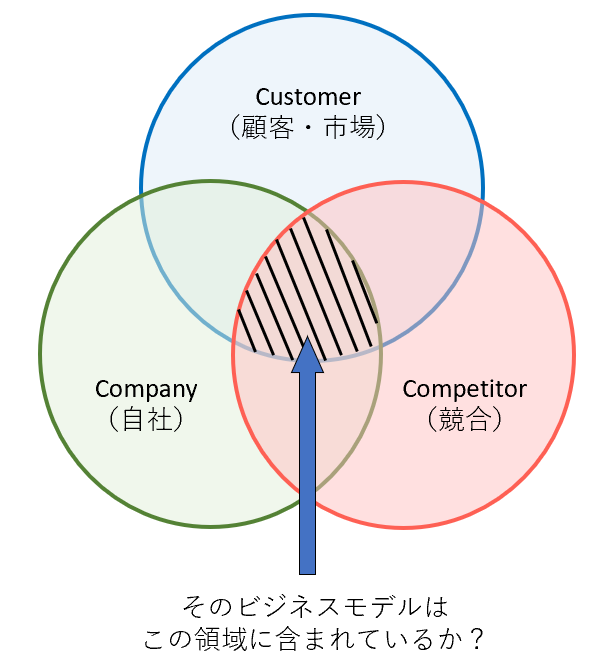 Customer
（顧客・市場）
Company
（自社）
Competitor
（競合）
そのビジネスモデルは
この領域に含まれているか？